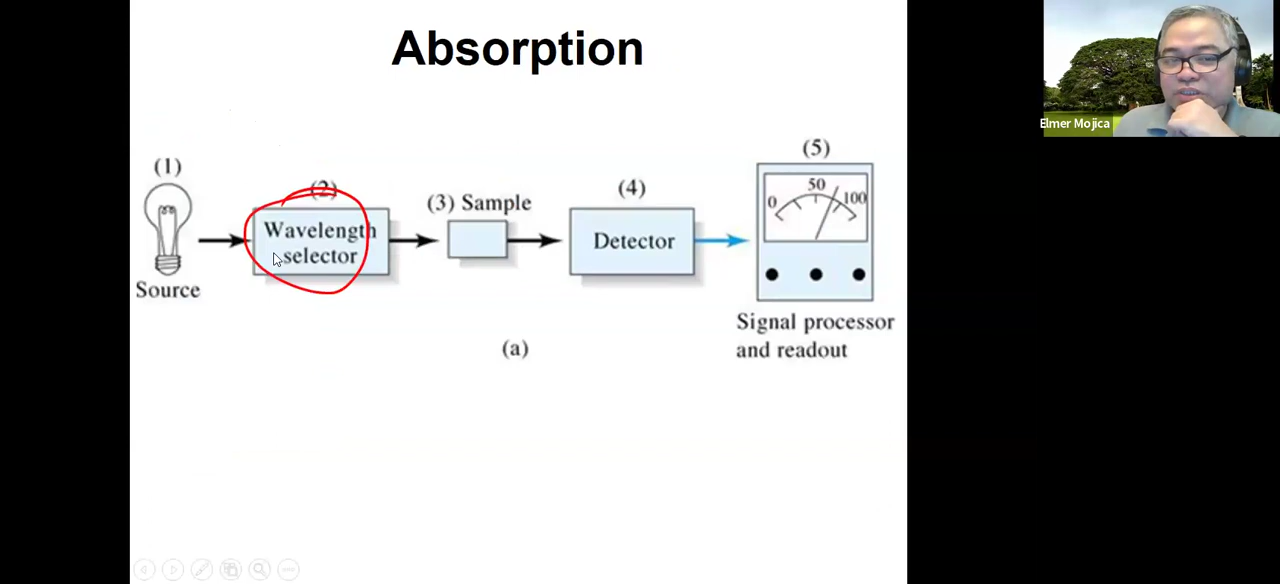 Absorption
Elmer Mojica
(1)
(2)
(3) Sample
(4)
(5)
Wavelength
selector
Detector
0
50
100
Source
Signal processor
and readout
(a)